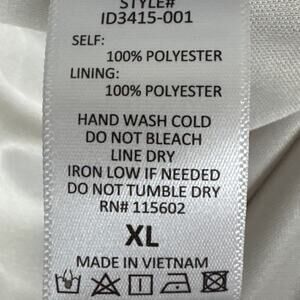 STYLE#
ID3415-001
SELF:
100% POLYESTER
LINING:
100% POLYESTER
HAND WASH COLD
DO NOT BLEACH
LINE DRY
IRON LOW IF NEEDED
DO NOT TUMBLE DRY
RN# 115602
XL
MADE IN VIETNAM